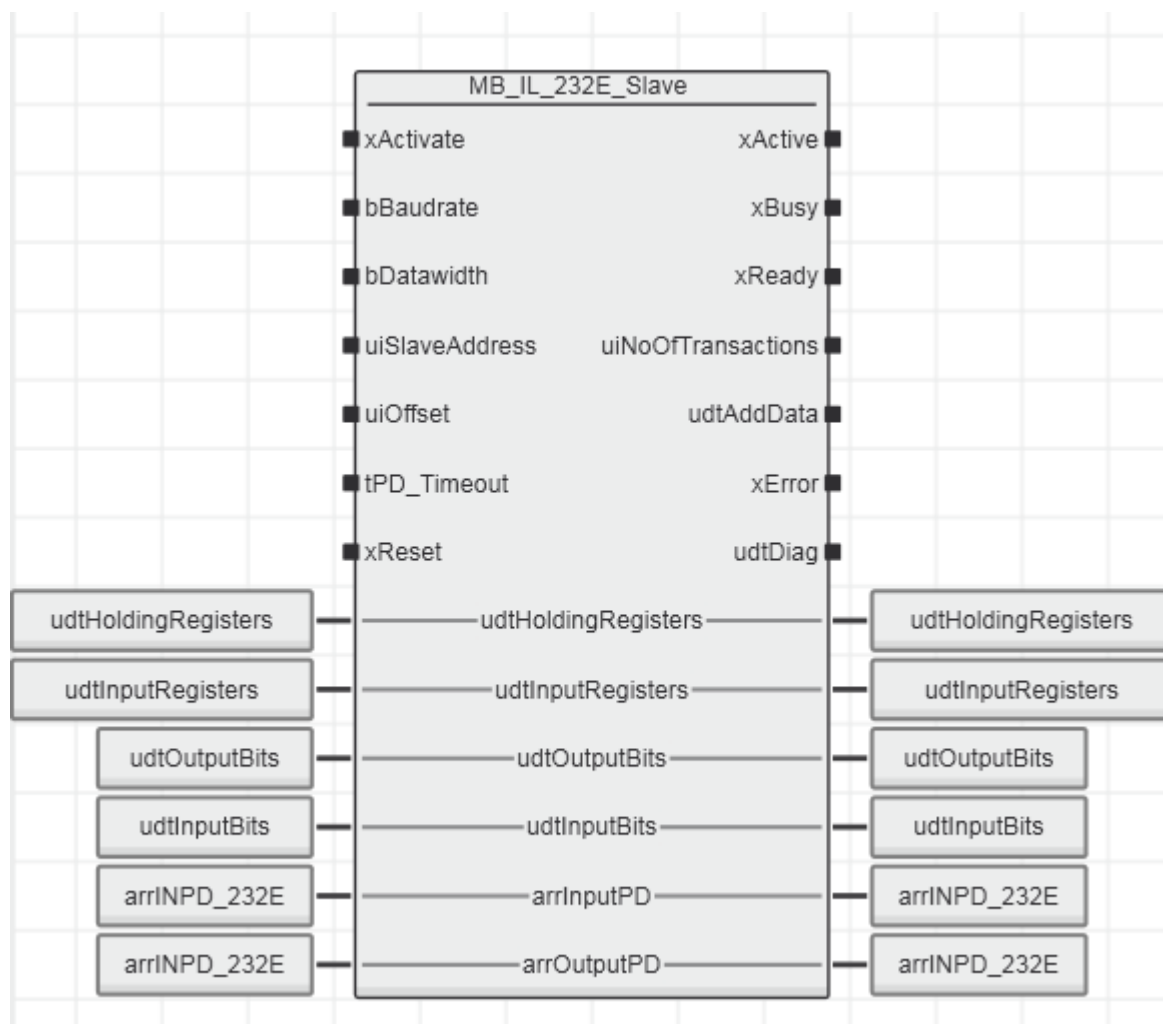 MB_IL_232E_Slave
xActivate xActive
bBaudrate xBusy
bDatawidth xReady
uiSlaveAddress uiNoOfTransactions
uiOffset udtAddData
tPD_Timeout xError
xReset udtDiag
udtHoldingRegisters udtHoldingRegisters udtHoldingRegisters
udtInputRegisters udtInputRegisters udtInputRegisters
udtOutputBits udtOutputBits udtOutputBits
udtInputBits udtInputBits udtInputBits
arrINPD_232E arrInputPD arrINPD_232E
arrINPD_232E arrOutputPD arrINPD_232E